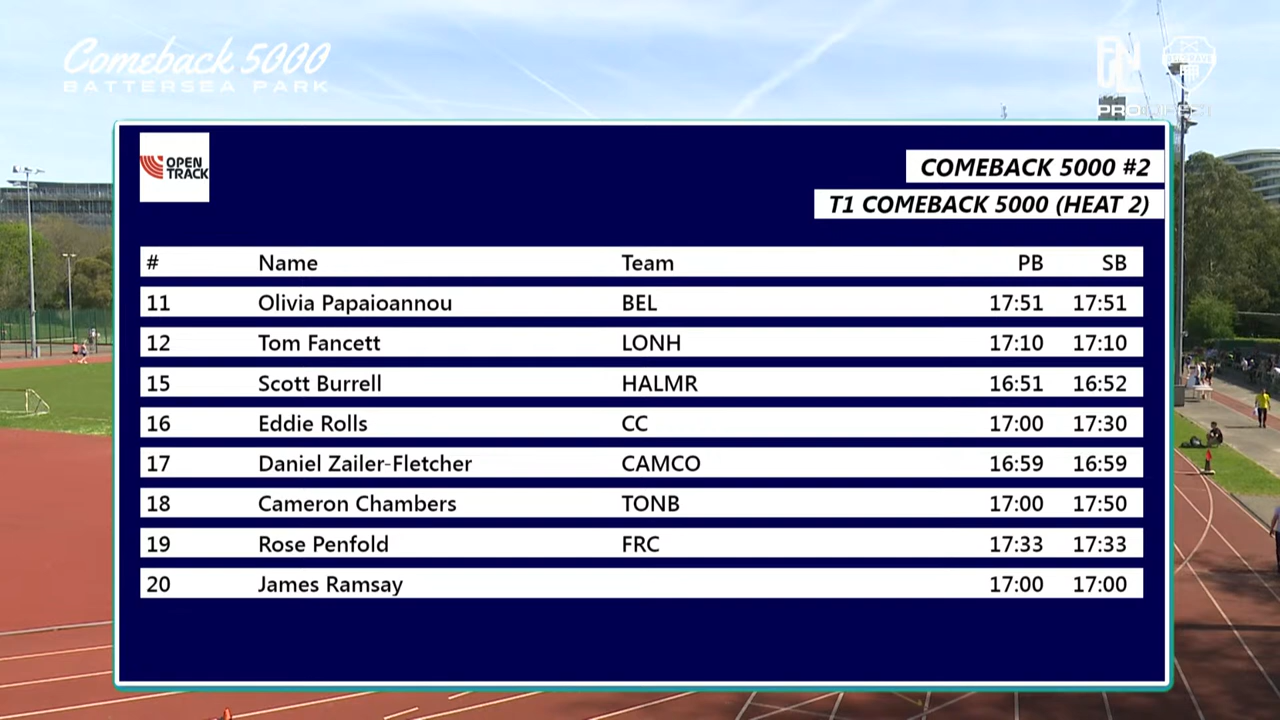 Comeback 5000
BATTERSEA PARK
OPEN
TRACK
COMEBACK 5000 #2
T1 COMEBACK 5000 (HEAT 2)
# Name Team PB SB
11 Olivia Papaioannou BEL 17:51 17:51
12 Tom Fancett LONH 17:10 17:10
15 Scott Burrell HALMR 16:51 16:52
16 Eddie Rolls CC 17:00 17:30
17 Daniel Zailer-Fletcher CAMCO 16:59 16:59
18 Cameron Chambers TONB 17:00 17:50
19 Rose Penfold FRC 17:33 17:33
20 James Ramsay 17:00 17:00